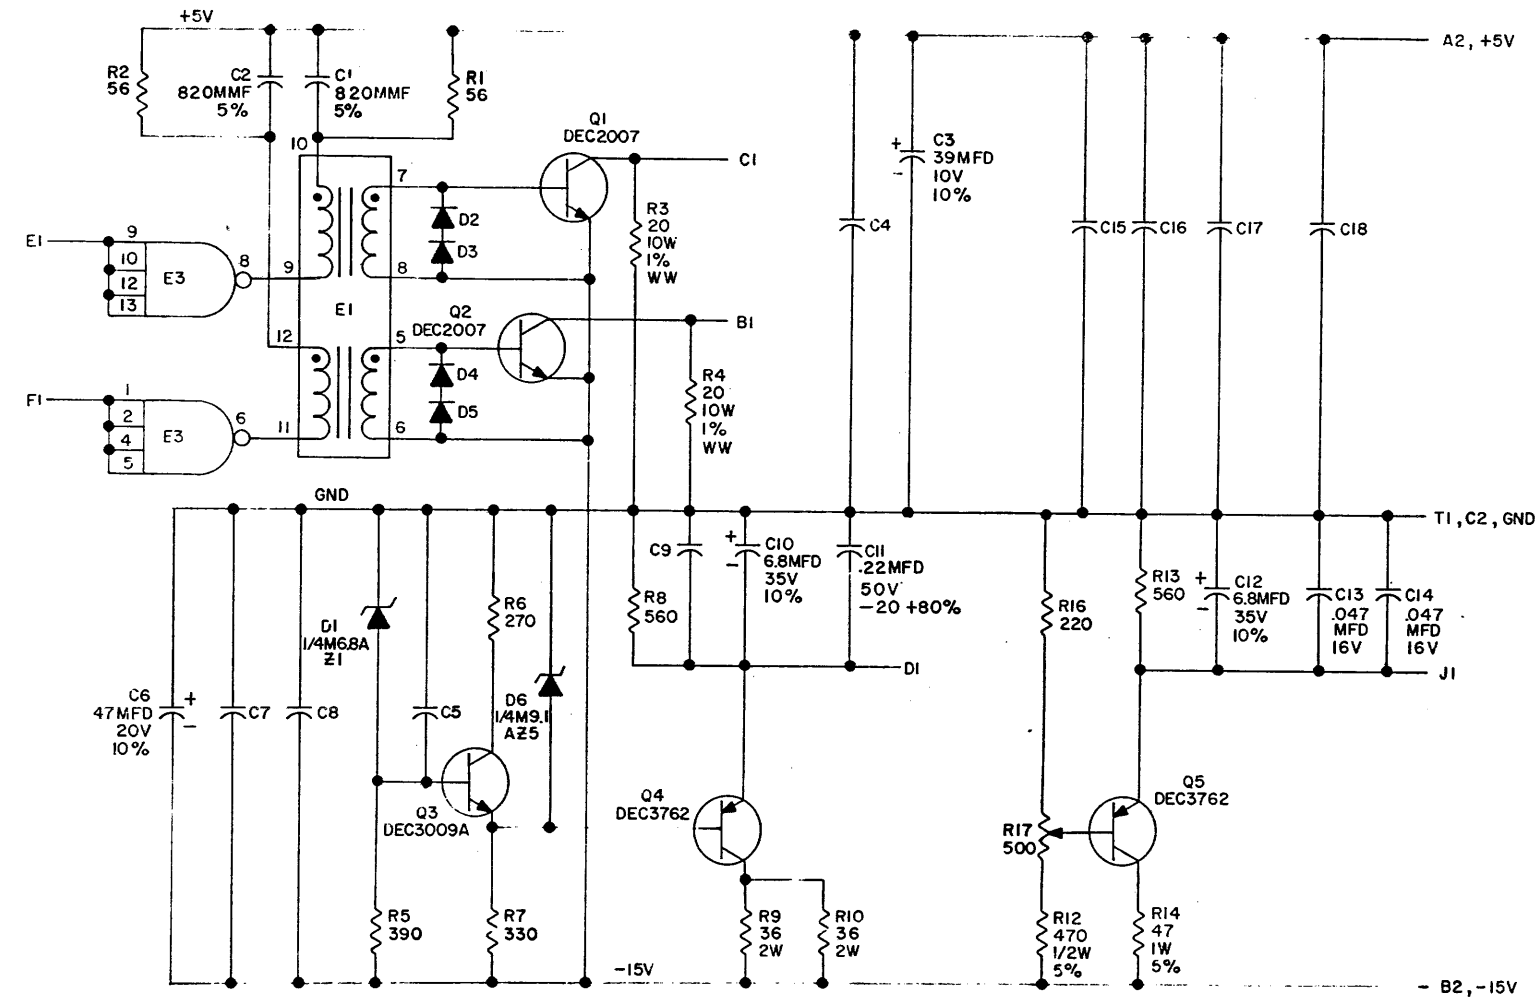 +5V
R2
56
C2
820MMF
5%
C1
820MMF
5%
R1
56
A2, +5V
Q1
DEC2007
C1
10
7
8
9
D2
D3
R3
20
10W
1%
WW
C3
+
39MFD
-
10V
10%
C4
C15
C16
C17
C18
E1
9
10
12
13
E3
8
E1
Q2
DEC2007
B1
12
5
11
6
D4
D5
R4
20
10W
1%
WW
F1
1
2
4
5
E3
6
GND
T1, C2, GND
D1
1/4M6.8A
Z1
R6
270
R8
560
C9
+
C10
-
6.8MFD
35V
10%
C11
.22MFD
50V
-20 +80%
R16
220
R13
560
+
C12
-
6.8MFD
35V
10%
C13
.047
MFD
16V
C14
.047
MFD
16V
D1
J1
C6
+
47MFD
-
20V
10%
C7
C8
C5
D6
1/4M9.1
AZ5
Q3
DEC3009A
Q4
DEC3762
Q5
DEC3762
R17
500
R5
390
R7
330
R9
36
2W
R10
36
2W
R12
470
1/2W
5%
R14
47
1W
5%
-15V
B2, -15V